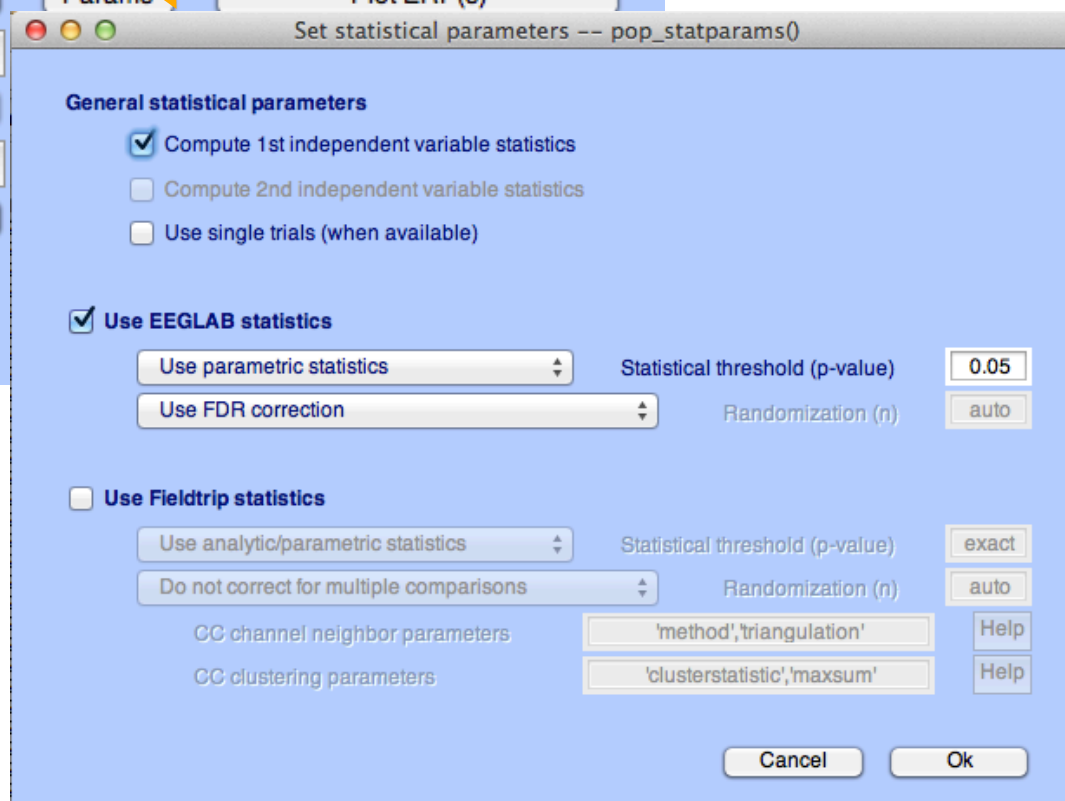 Params Plot ERP(s)
Set statistical parameters -- pop_statparams()
General statistical parameters
Compute 1st independent variable statistics
Compute 2nd independent variable statistics
Use single trials (when available)
Use EEGLAB statistics
Use parametric statistics Statistical threshold (p-value) 0.05
Use FDR correction Randomization (n) auto
Use Fieldtrip statistics
Use analytic/parametric statistics Statistical threshold (p-value) exact
Do not correct for multiple comparisons Randomization (n) auto
CC channel neighbor parameters 'method','triangulation' Help
CC clustering parameters 'clusterstatistic','maxsum' Help
Cancel Ok